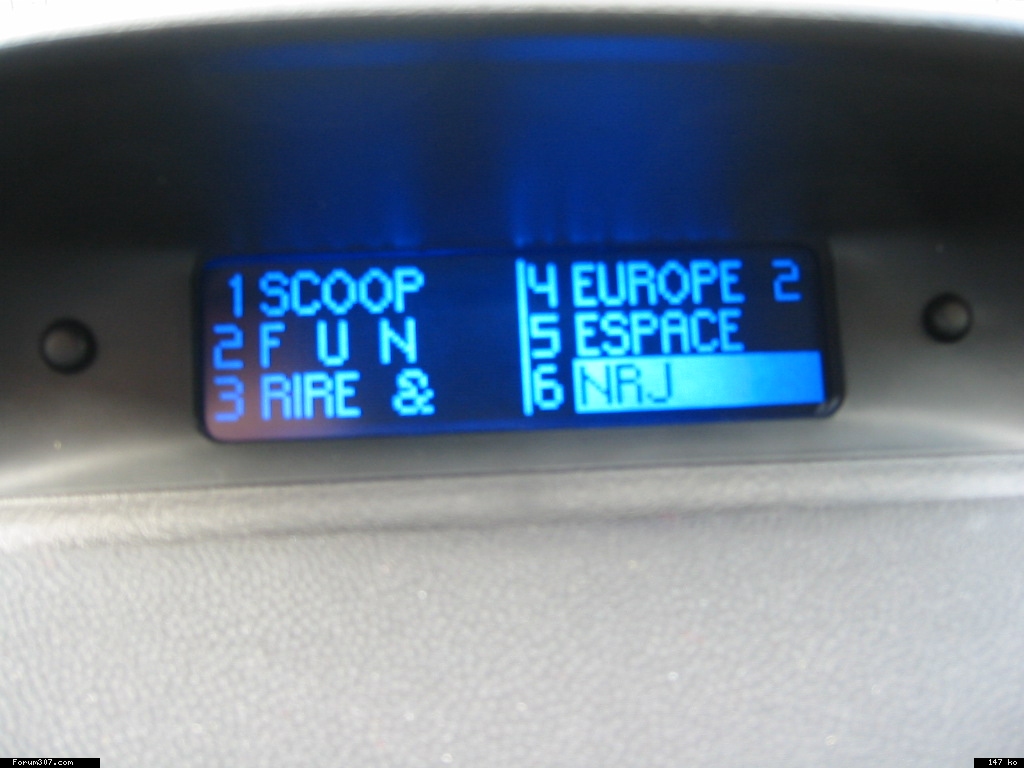 1 SCOOP
2 F U N
3 RIRE &
4 EUROPE 2
5 ESPACE
6 NRJ
Forum307.com
147 ko